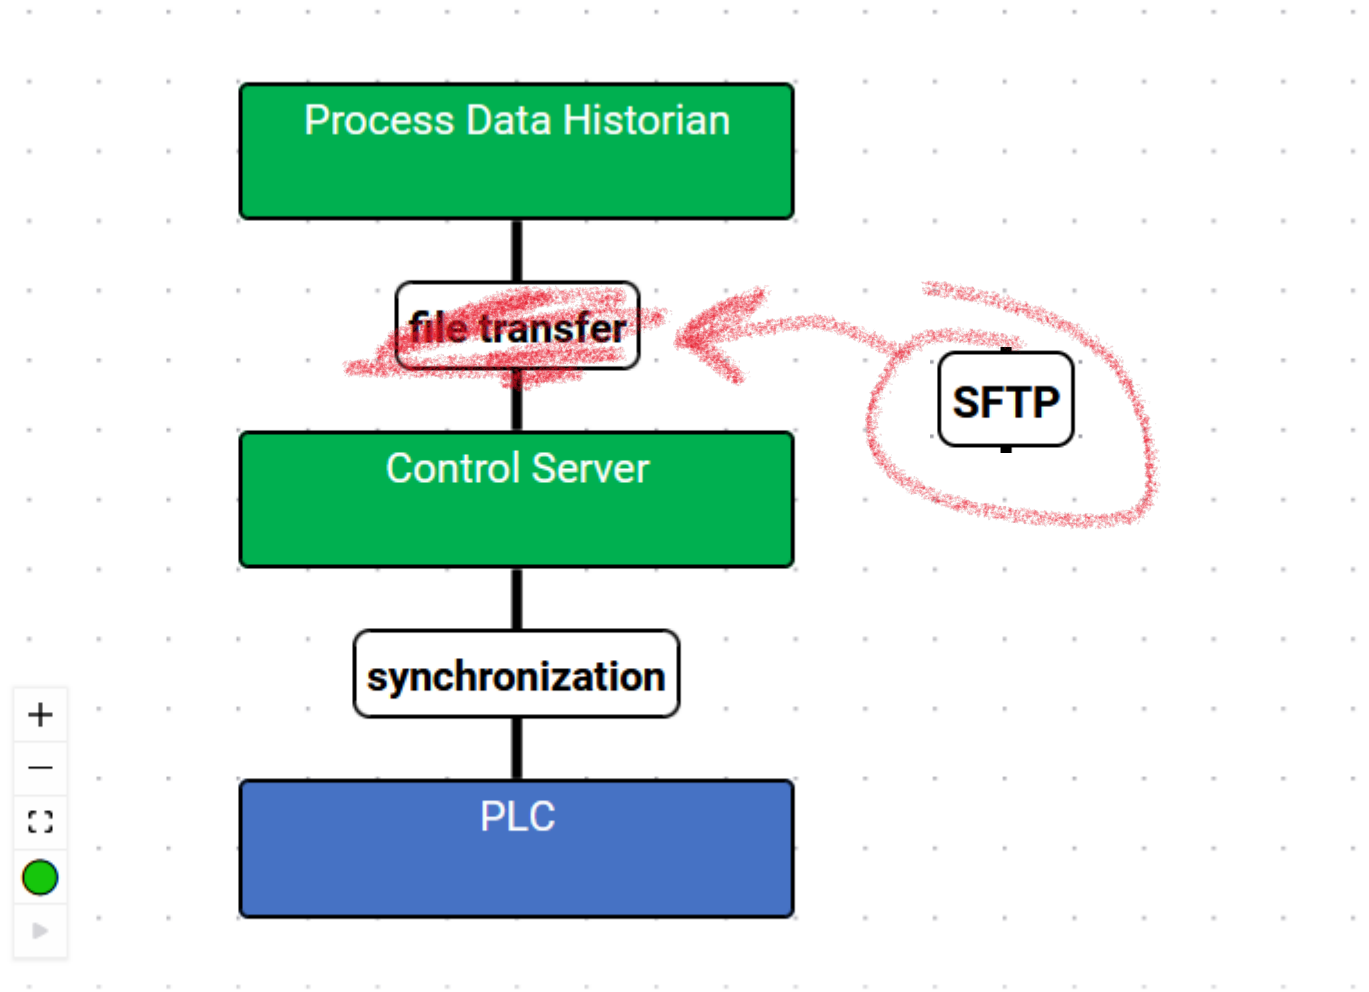 Process Data Historian
file transfer
SFTP
Control Server
synchronization
PLC